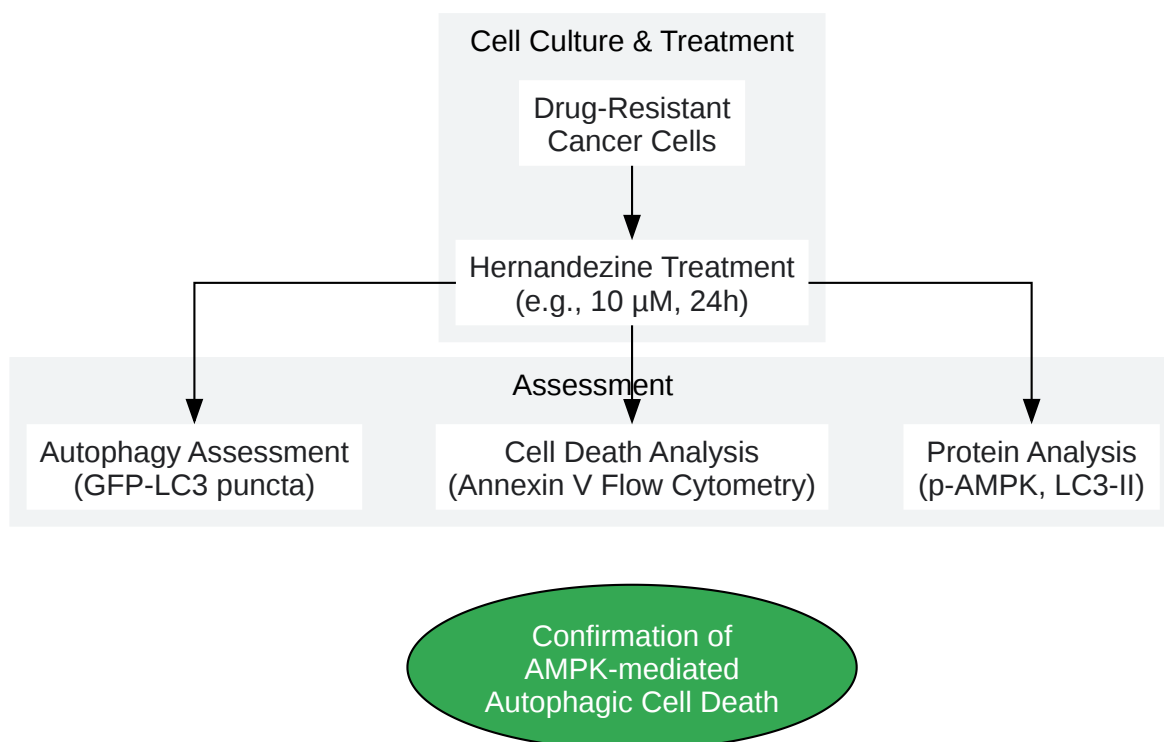 Cell Culture & Treatment
Drug-Resistant
Cancer Cells
Hernandezine Treatment
(e.g., 10 µM, 24h)
Assessment
Autophagy Assessment
(GFP-LC3 puncta)
Cell Death Analysis
(Annexin V Flow Cytometry)
Protein Analysis
(p-AMPK, LC3-II)
Confirmation of
AMPK-mediated
Autophagic Cell Death